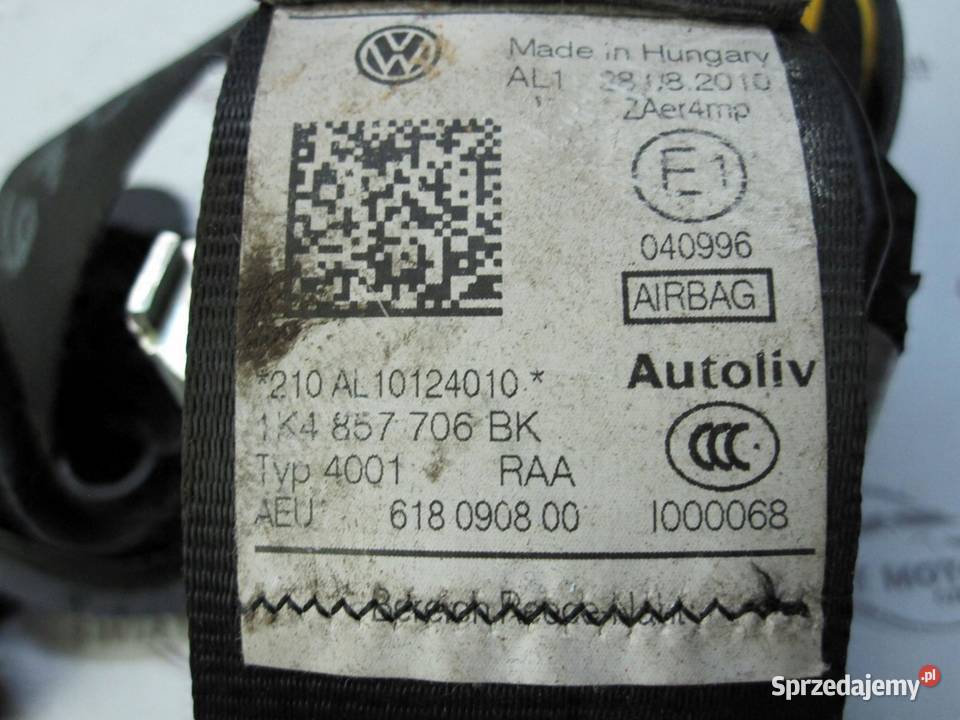 Made in Hungary
AL1 28.08.2010
ZAer4mp
E1
040996
AIRBAG
Autoliv
*210 AL10124010 *
1K4 857 706 BK
Typ 4001 RAA
AEU 618 0908 00 I000068
Bereich
Sprzedajemy.pl